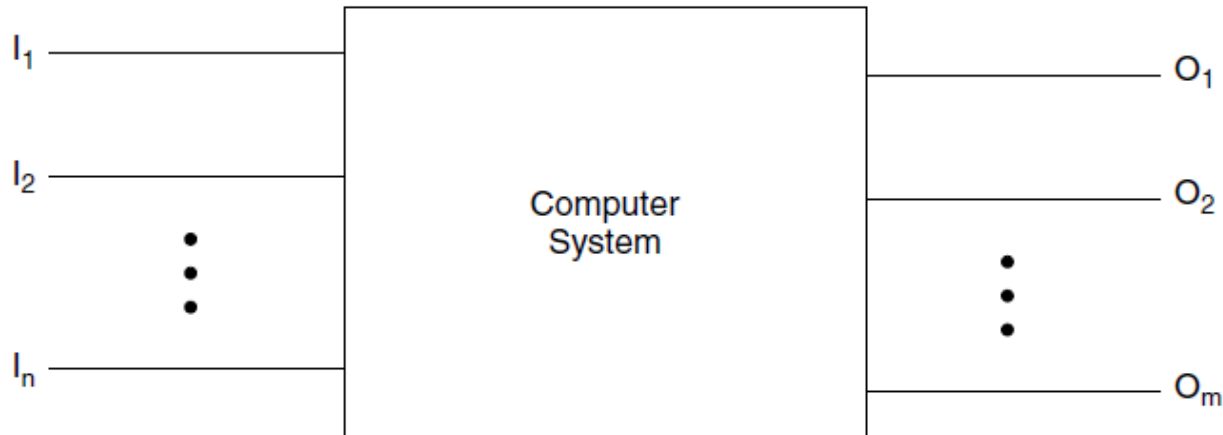 I₁
O₁
I₂
O₂
Computer
System
Iₙ
Oₘ